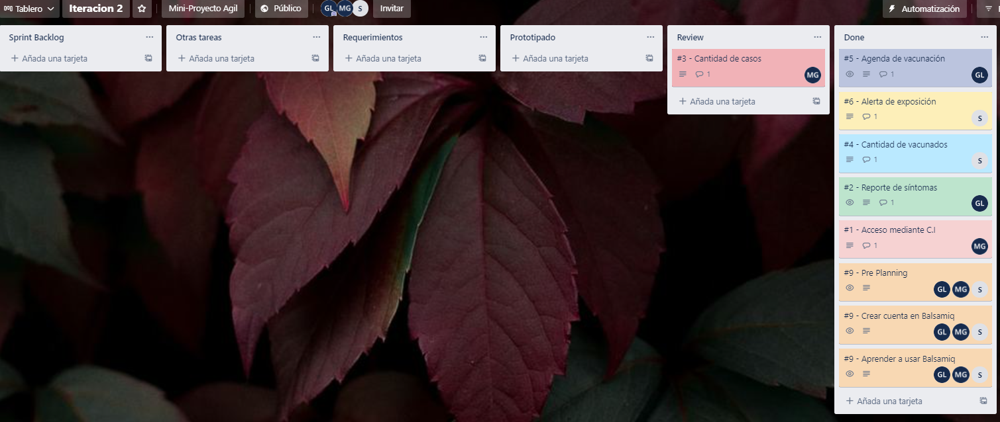 Tablero
Iteracion 2
Mini-Proyecto Agil
Público
GL MG S
Invitar
Automatización
Sprint Backlog
Añada una tarjeta
Otras tareas
Añada una tarjeta
Requerimientos
Añada una tarjeta
Prototipado
Añada una tarjeta
Review
#3 - Cantidad de casos
1
MG
Añada una tarjeta
Done
#5 - Agenda de vacunación
1
GL
#6 - Alerta de exposición
1
S
#4 - Cantidad de vacunados
1
S
#2 - Reporte de síntomas
1
GL
#1 - Acceso mediante C.I
1
MG
#9 - Pre Planning
GL MG S
#9 - Crear cuenta en Balsamiq
GL MG S
#9 - Aprender a usar Balsamiq
GL MG S
Añada una tarjeta